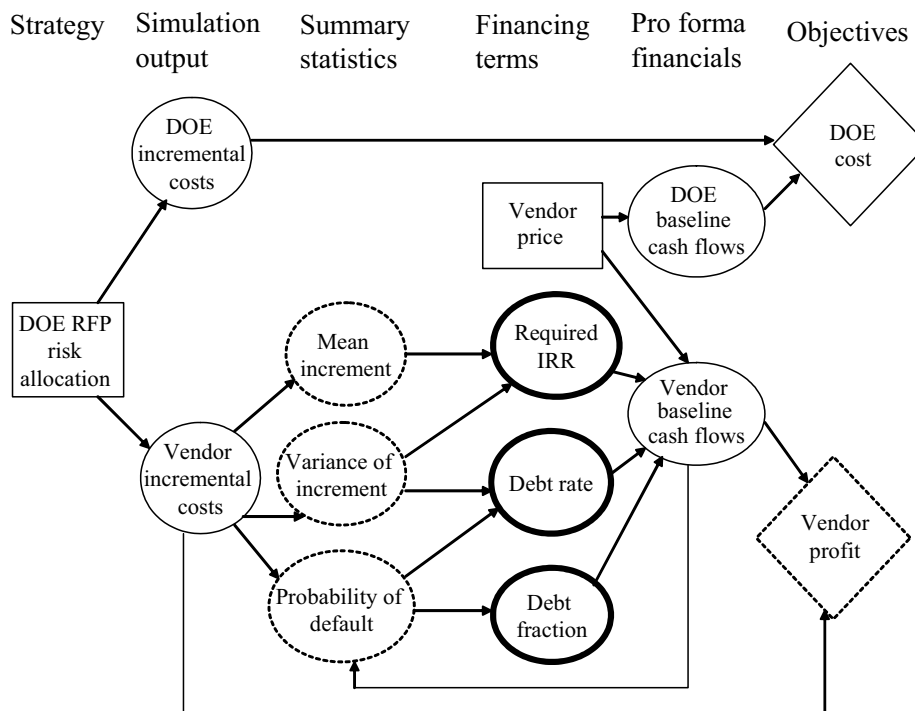 Strategy
Simulation
output
Summary
statistics
Financing
terms
Pro forma
financials
Objectives
DOE
incremental
costs
DOE
cost
Vendor
price
DOE
baseline
cash flows
DOE RFP
risk
allocation
Mean
increment
Required
IRR
Vendor
baseline
cash flows
Vendor
incremental
costs
Variance of
increment
Debt rate
Vendor
profit
Probability of
default
Debt
fraction